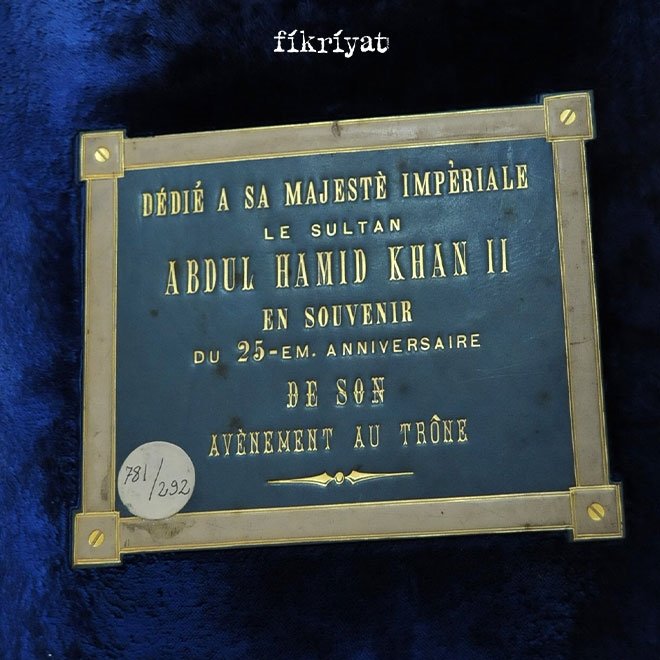 fikriyat
DÉDIÉ A SA MAJESTÈ IMPÈRIALE
LE SULTAN
ABDUL HAMID KHAN II
EN SOUVENIR
DU 25-EM. ANNIVERSAIRE
DE SON
AVÈNEMENT AU TRÔNE
781/292